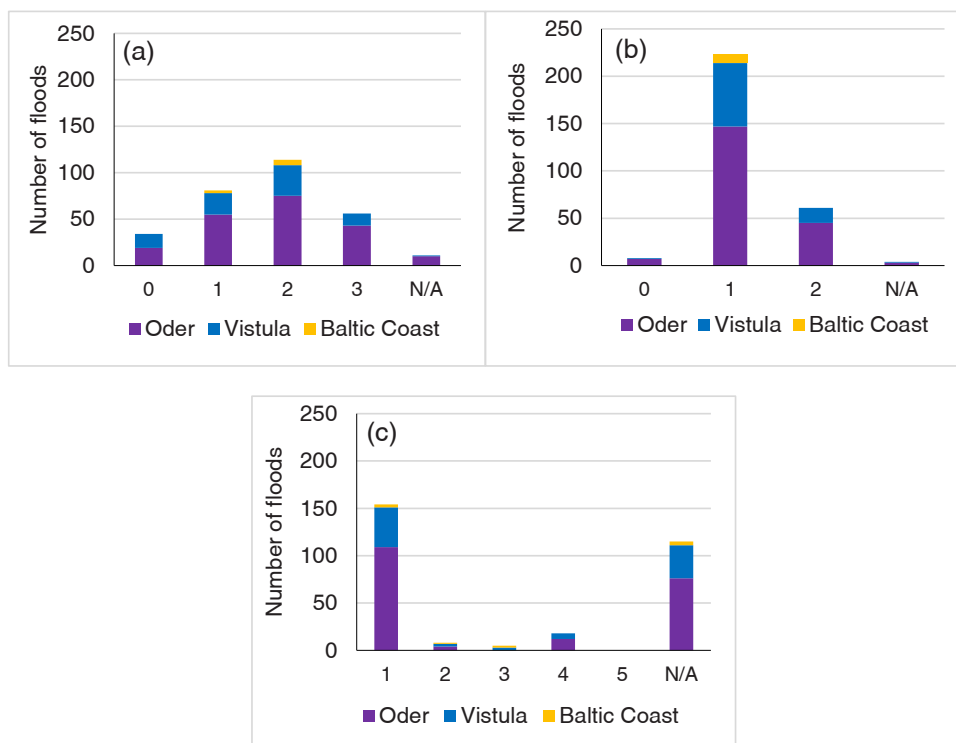 (a)
Number of floods
250
200
150
100
50
0
0 1 2 3 N/A
Oder Vistula Baltic Coast
(b)
Number of floods
250
200
150
100
50
0
0 1 2 N/A
Oder Vistula Baltic Coast
(c)
Number of floods
250
200
150
100
50
0
1 2 3 4 5 N/A
Oder Vistula Baltic Coast